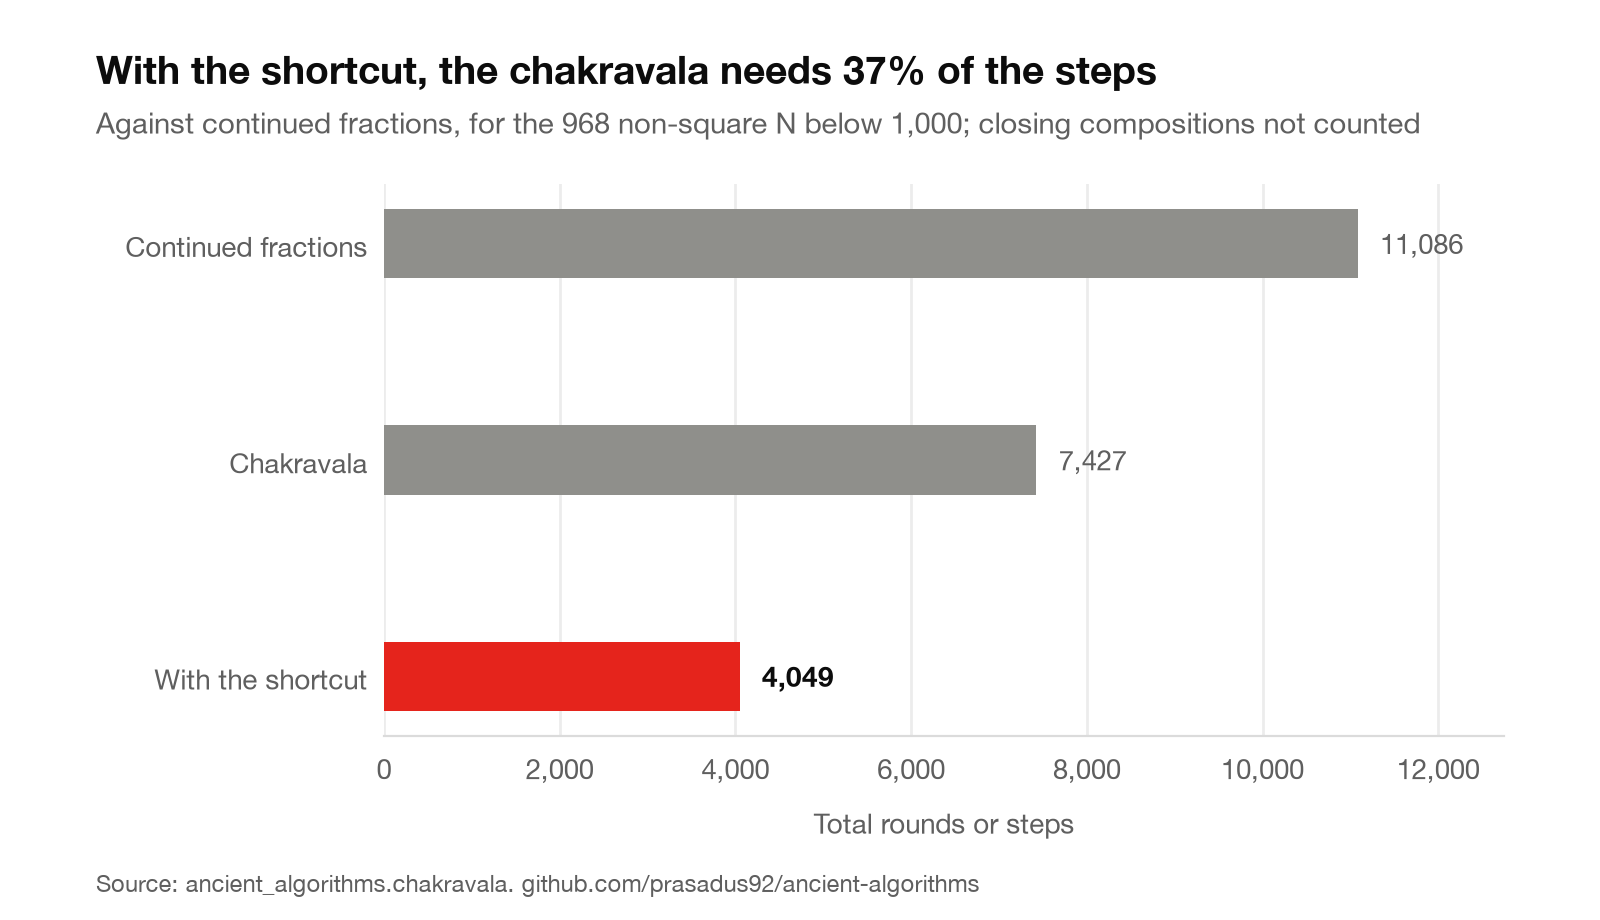 With the shortcut, the chakravala needs 37% of the steps
Against continued fractions, for the 968 non-square N below 1,000; closing compositions not counted
Continued fractions
11,086
Chakravala
7,427
With the shortcut
4,049
0 2,000 4,000 6,000 8,000 10,000 12,000
Total rounds or steps
Source: ancient_algorithms.chakravala. github.com/prasadus92/ancient-algorithms